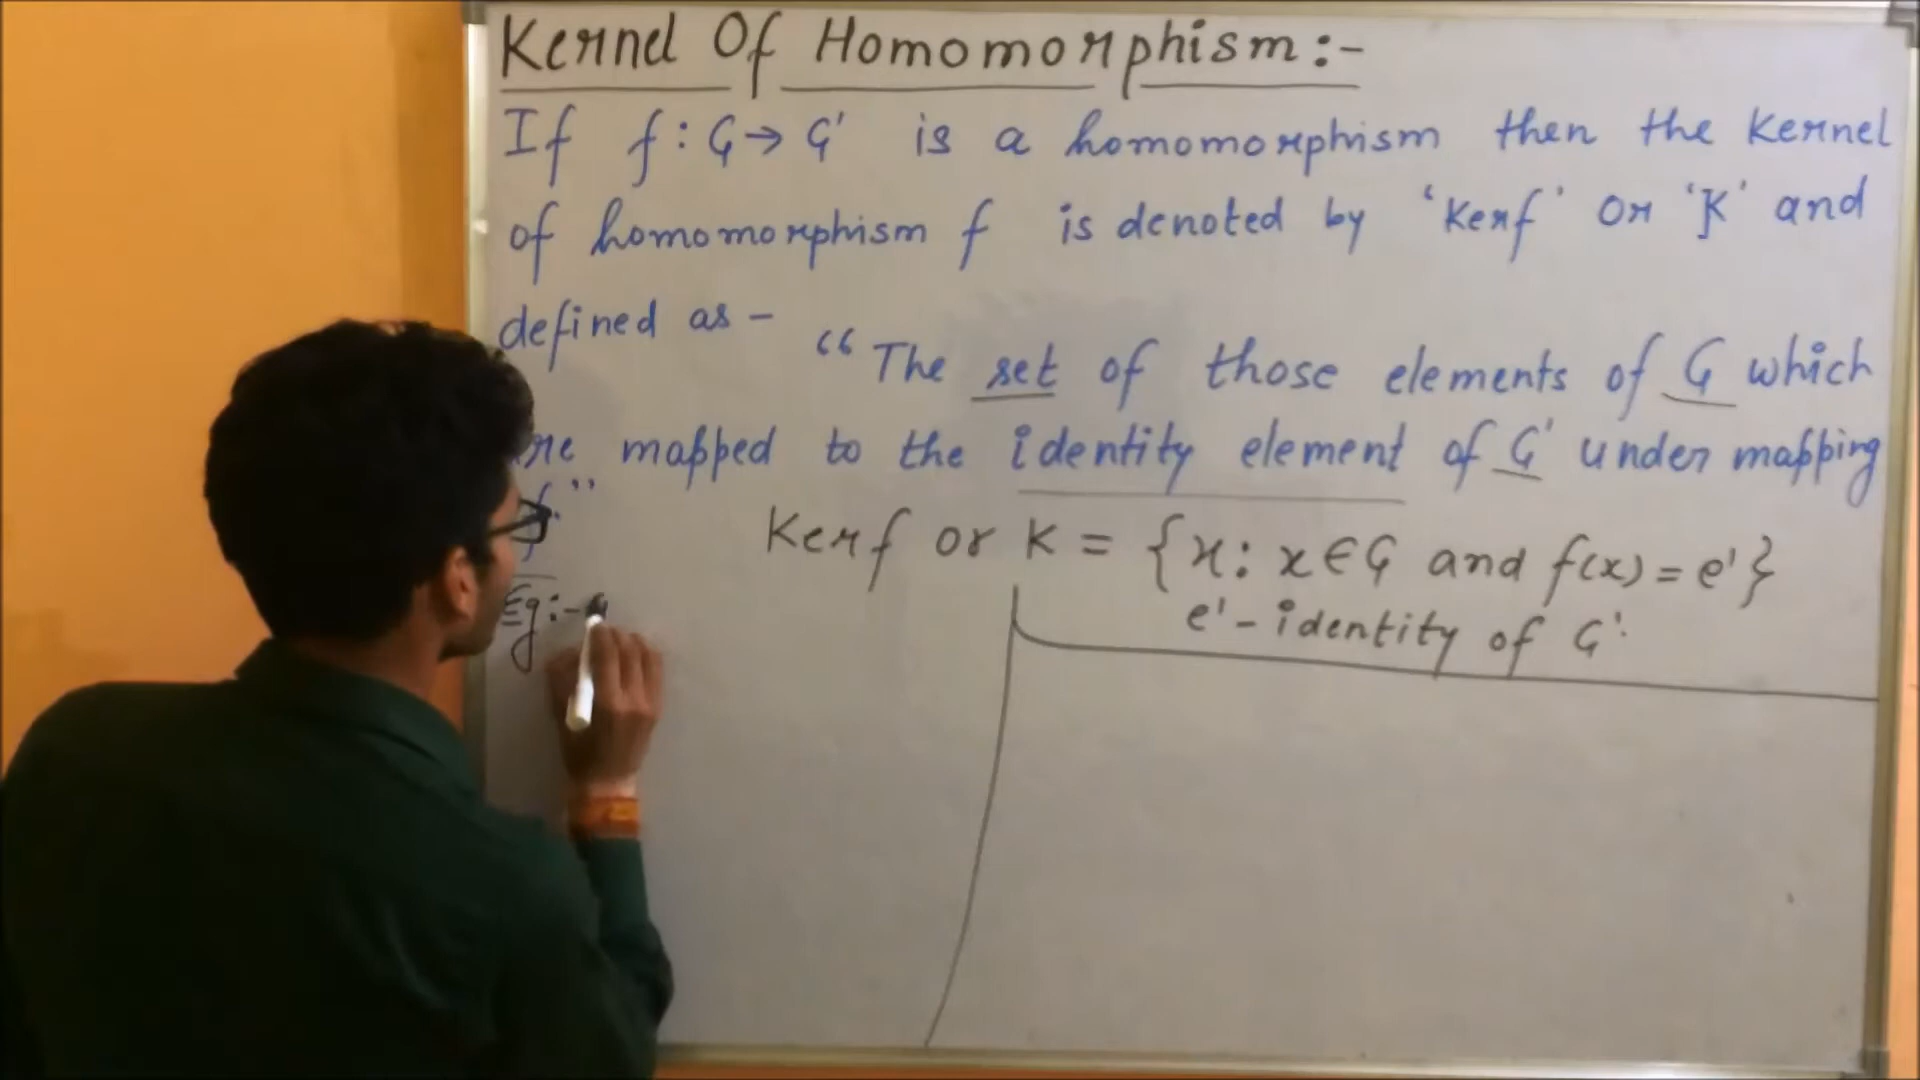 Kernel Of Homomorphism :-
If f : G → G' is a homomorphism then the Kernel
of homomorphism f is denoted by 'Kerf' or 'K' and
defined as - “The set of those elements of G which
mapped to the identity element of G' under mapping
f.”
Kerf or K = {x : x ∈ G and f(x) = e'}
e' - identity of G'.
Eg :-